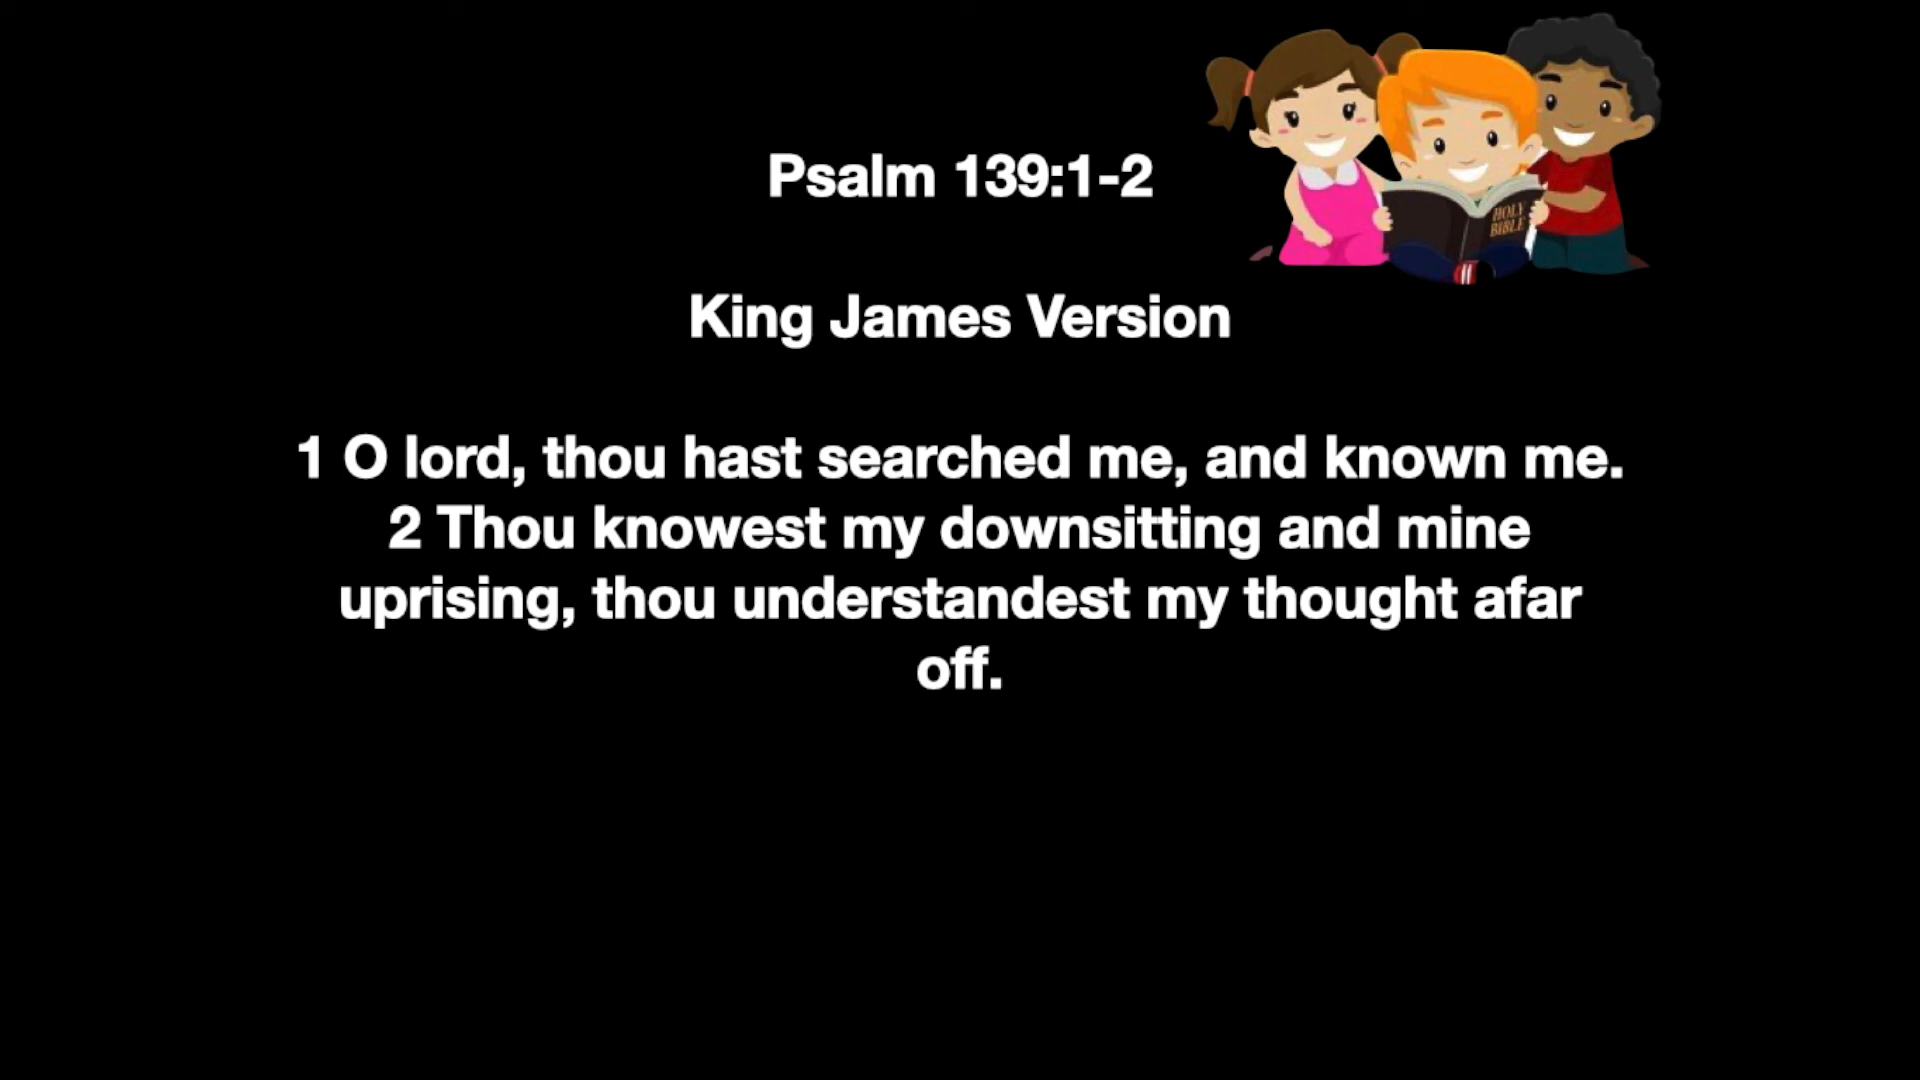 Psalm 139:1-2
HOLY
BIBLE
King James Version
1 O lord, thou hast searched me, and known me.
2 Thou knowest my downsitting and mine
uprising, thou understandest my thought afar
off.